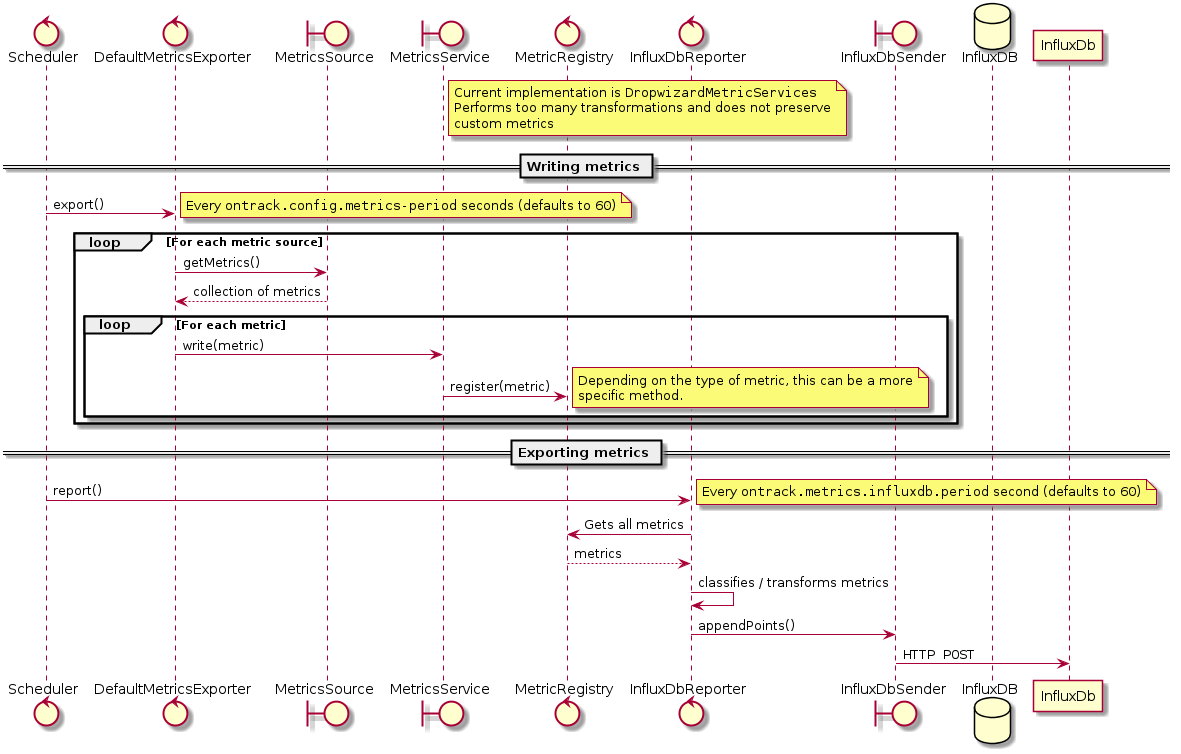 Scheduler DefaultMetricsExporter MetricsSource MetricsService MetricRegistry InfluxDbReporter InfluxDbSender InfluxDB InfluxDb
Current implementation is DropwizardMetricServices
Performs too many transformations and does not preserve
custom metrics
Writing metrics
export()
Every ontrack.config.metrics-period seconds (defaults to 60)
loop [For each metric source]
getMetrics()
collection of metrics
loop [For each metric]
write(metric)
register(metric)
Depending on the type of metric, this can be a more
specific method.
Exporting metrics
report()
Every ontrack.metrics.influxdb.period second (defaults to 60)
Gets all metrics
metrics
classifies / transforms metrics
appendPoints()
HTTP POST
Scheduler DefaultMetricsExporter MetricsSource MetricsService MetricRegistry InfluxDbReporter InfluxDbSender InfluxDB InfluxDb